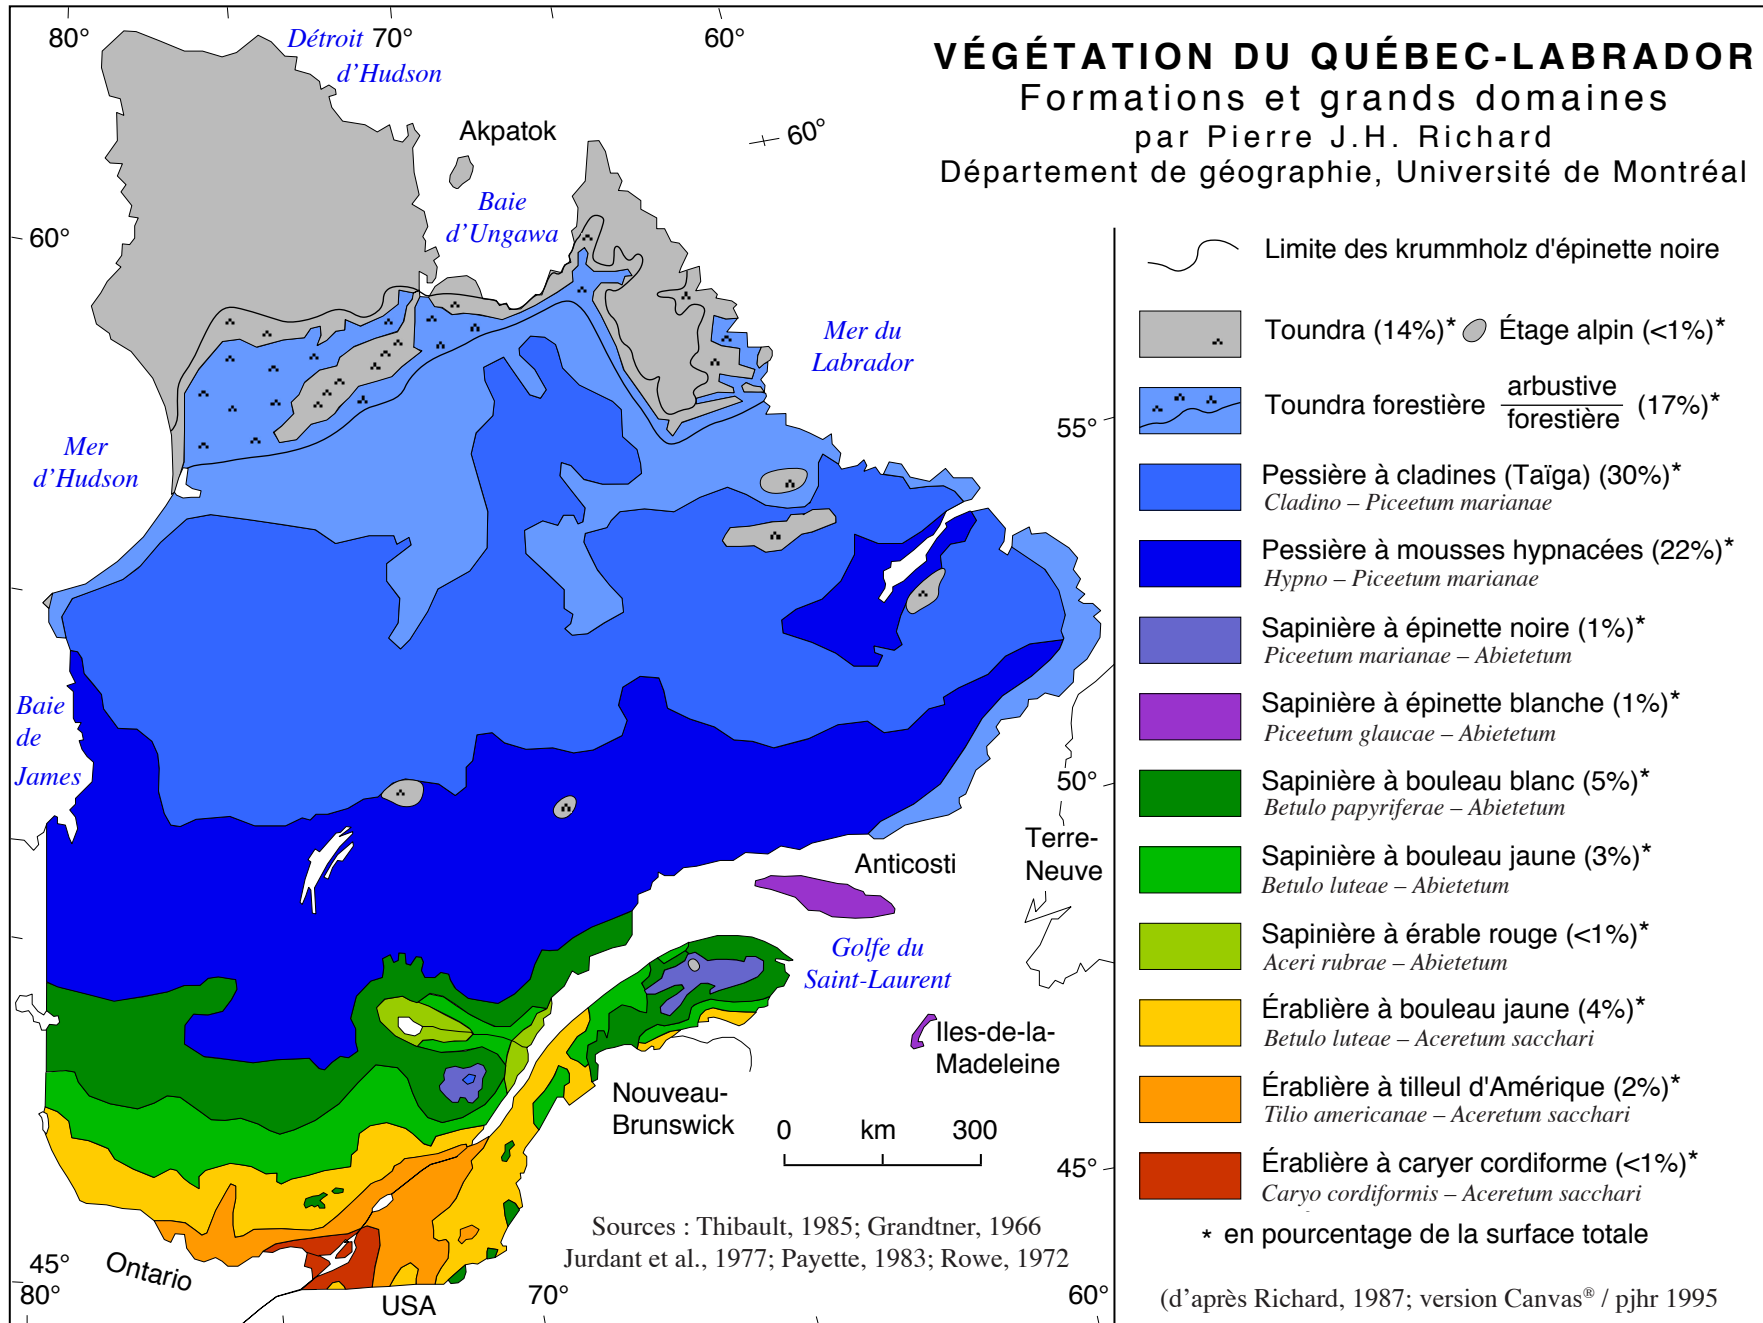 VÉGÉTATION DU QUÉBEC-LABRADOR
Formations et grands domaines
par Pierre J.H. Richard
Département de géographie, Université de Montréal
80°
Détroit
d'Hudson
70°
60°
Akpatok
60°
Baie
d'Ungawa
60°
Mer du
Labrador
Mer
d'Hudson
55°
Baie
de
James
50°
Terre-
Neuve
Anticosti
Golfe du
Saint-Laurent
Iles-de-la-
Madeleine
Nouveau-
Brunswick
0 km 300
45°
Sources : Thibault, 1985; Grandtner, 1966
Jurdant et al., 1977; Payette, 1983; Rowe, 1972
45°
Ontario
80°
USA
70°
60°
Limite des krummholz d'épinette noire
Toundra (14%)* Étage alpin (<1%)*
Toundra forestière arbustive (17%)*
forestière
Pessière à cladines (Taïga) (30%)*
Cladino – Piceetum marianae
Pessière à mousses hypnacées (22%)*
Hypno – Piceetum marianae
Sapinière à épinette noire (1%)*
Piceetum marianae – Abietetum
Sapinière à épinette blanche (1%)*
Piceetum glaucae – Abietetum
Sapinière à bouleau blanc (5%)*
Betulo papyriferae – Abietetum
Sapinière à bouleau jaune (3%)*
Betulo luteae – Abietetum
Sapinière à érable rouge (<1%)*
Aceri rubrae – Abietetum
Érablière à bouleau jaune (4%)*
Betulo luteae – Aceretum sacchari
Érablière à tilleul d'Amérique (2%)*
Tilio americanae – Aceretum sacchari
Érablière à caryer cordiforme (<1%)*
Caryo cordiformis – Aceretum sacchari
* en pourcentage de la surface totale
(d'après Richard, 1987; version Canvas® / pjhr 1995